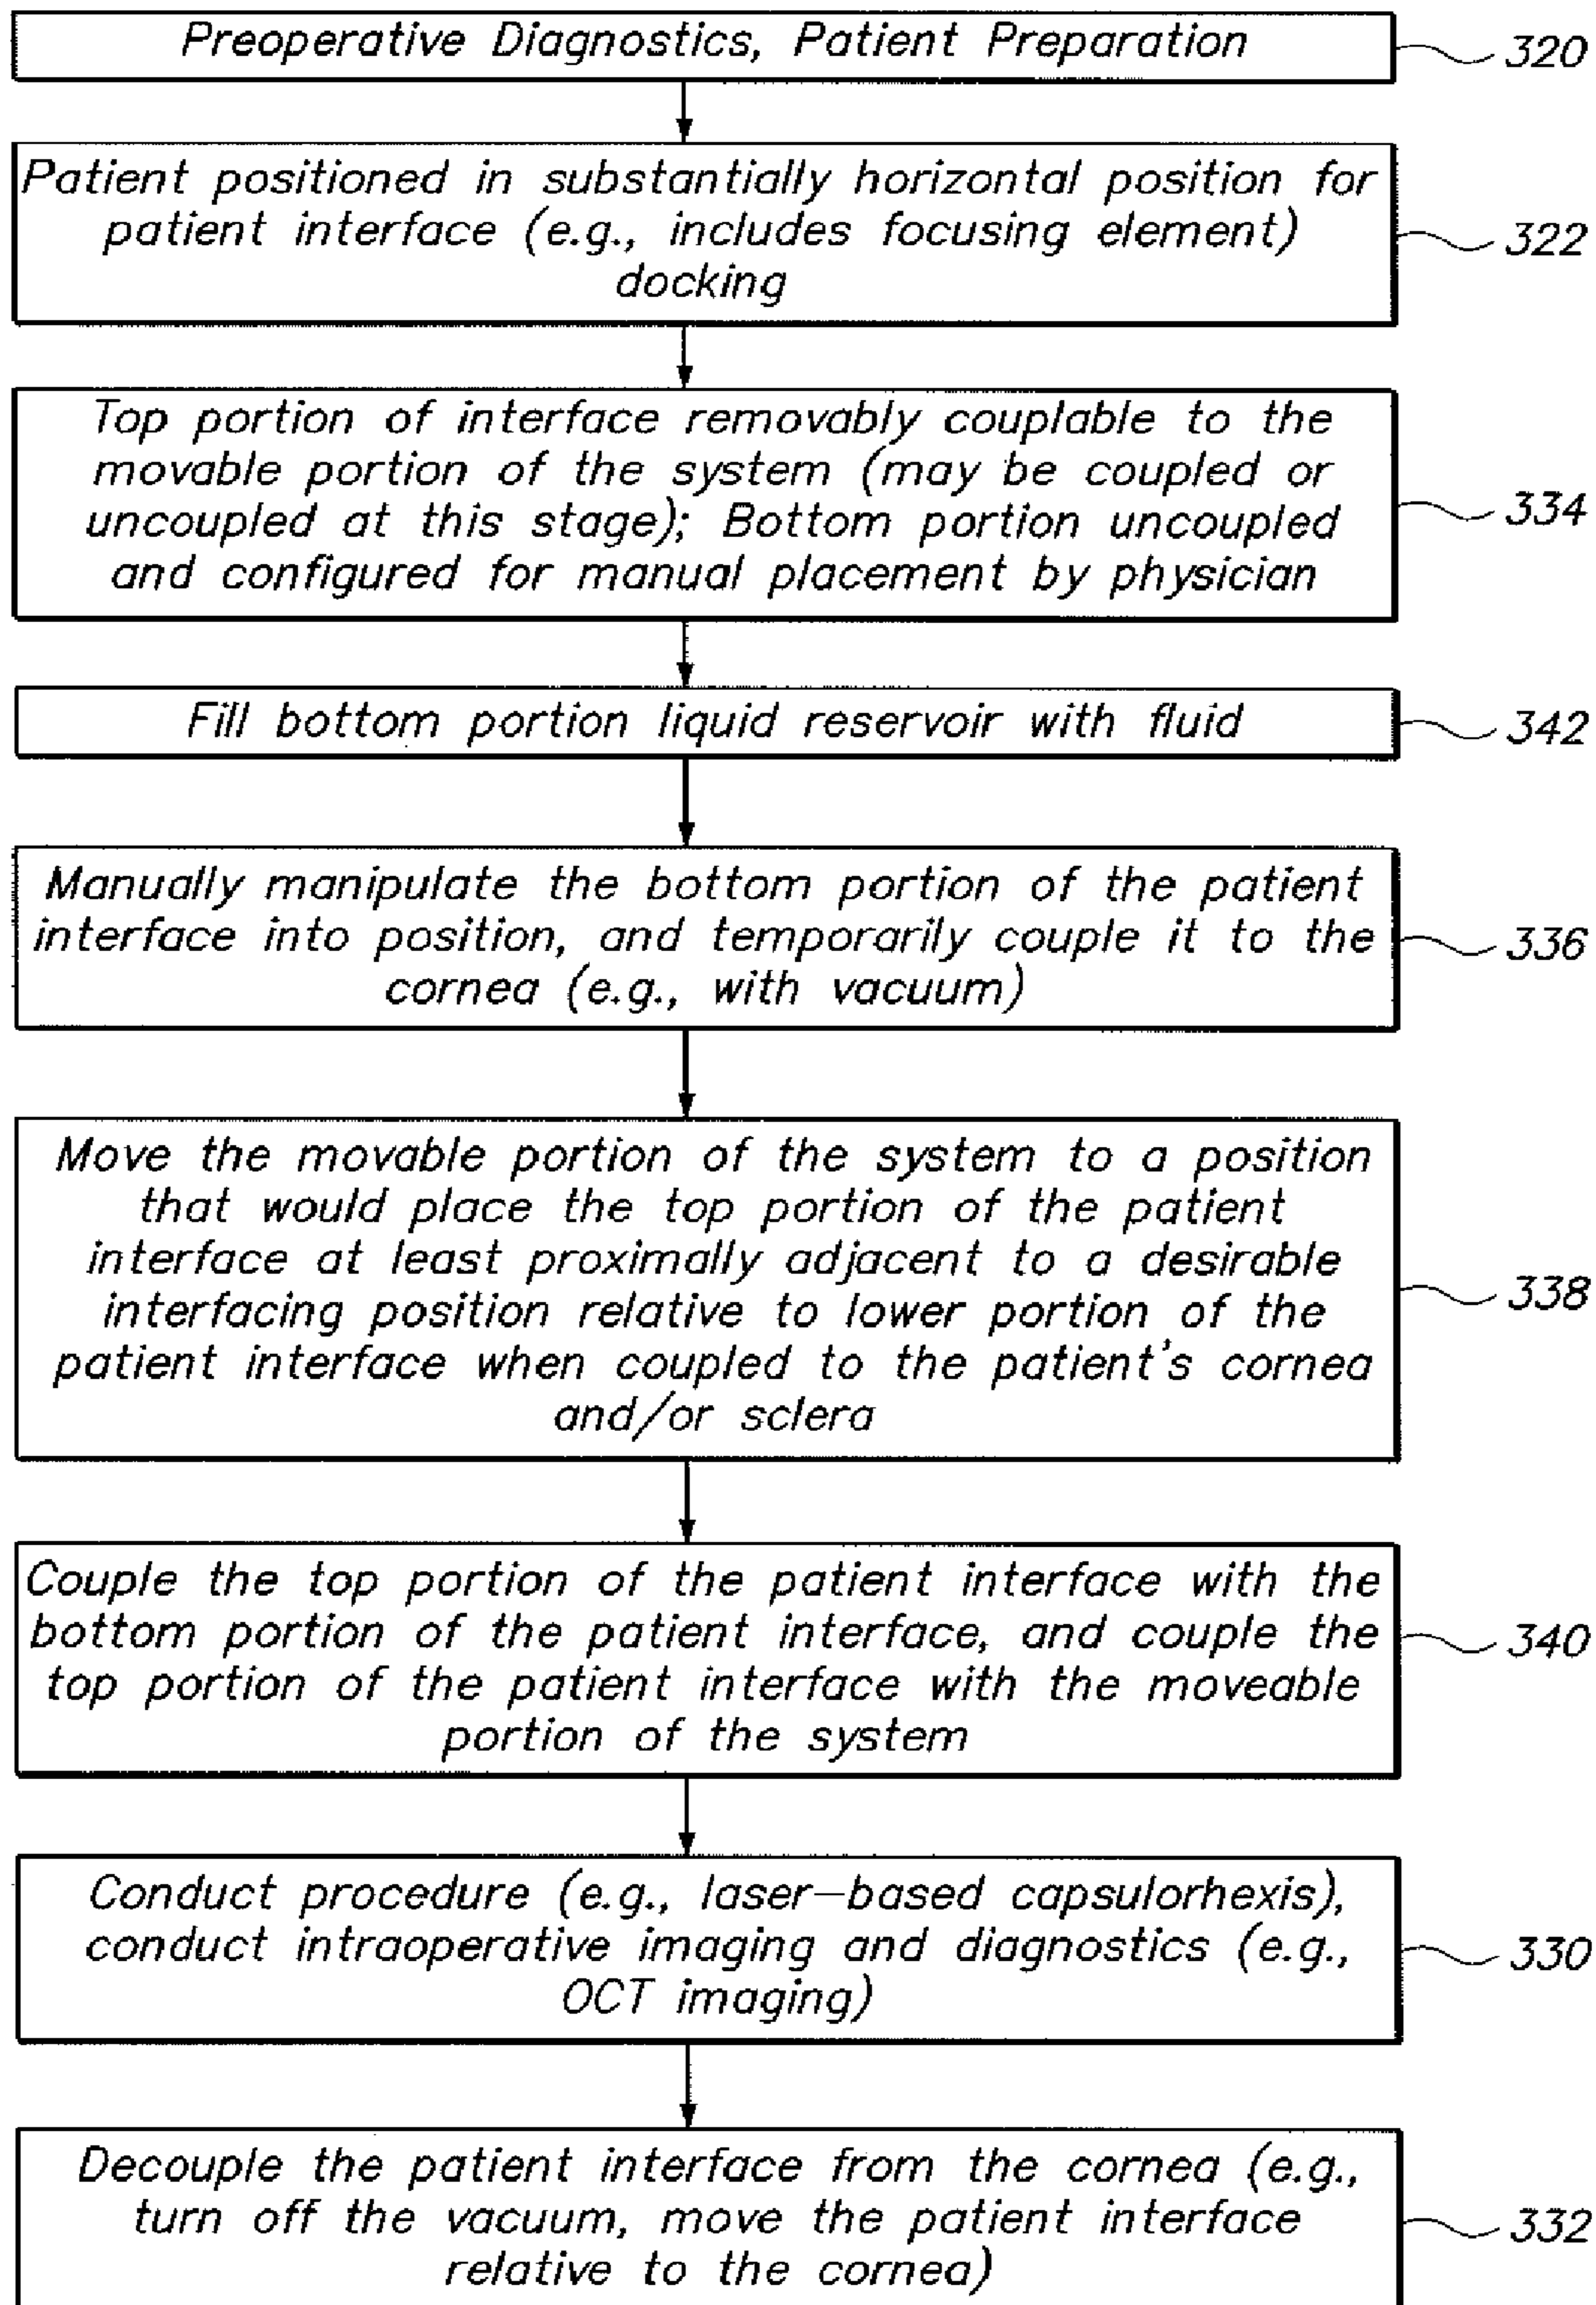 Preoperative Diagnostics, Patient Preparation
320
Patient positioned in substantially horizontal position for
patient interface (e.g., includes focusing element)
docking
322
Top portion of interface removably couplable to the
movable portion of the system (may be coupled or
uncoupled at this stage); Bottom portion uncoupled
and configured for manual placement by physician
334
Fill bottom portion liquid reservoir with fluid
342
Manually manipulate the bottom portion of the patient
interface into position, and temporarily couple it to the
cornea (e.g., with vacuum)
336
Move the movable portion of the system to a position
that would place the top portion of the patient
interface at least proximally adjacent to a desirable
interfacing position relative to lower portion of the
patient interface when coupled to the patient's cornea
and/or sclera
338
Couple the top portion of the patient interface with the
bottom portion of the patient interface, and couple the
top portion of the patient interface with the moveable
portion of the system
340
Conduct procedure (e.g., laser-based capsulorhexis),
conduct intraoperative imaging and diagnostics (e.g.,
OCT imaging)
330
Decouple the patient interface from the cornea (e.g.,
turn off the vacuum, move the patient interface
relative to the cornea)
332